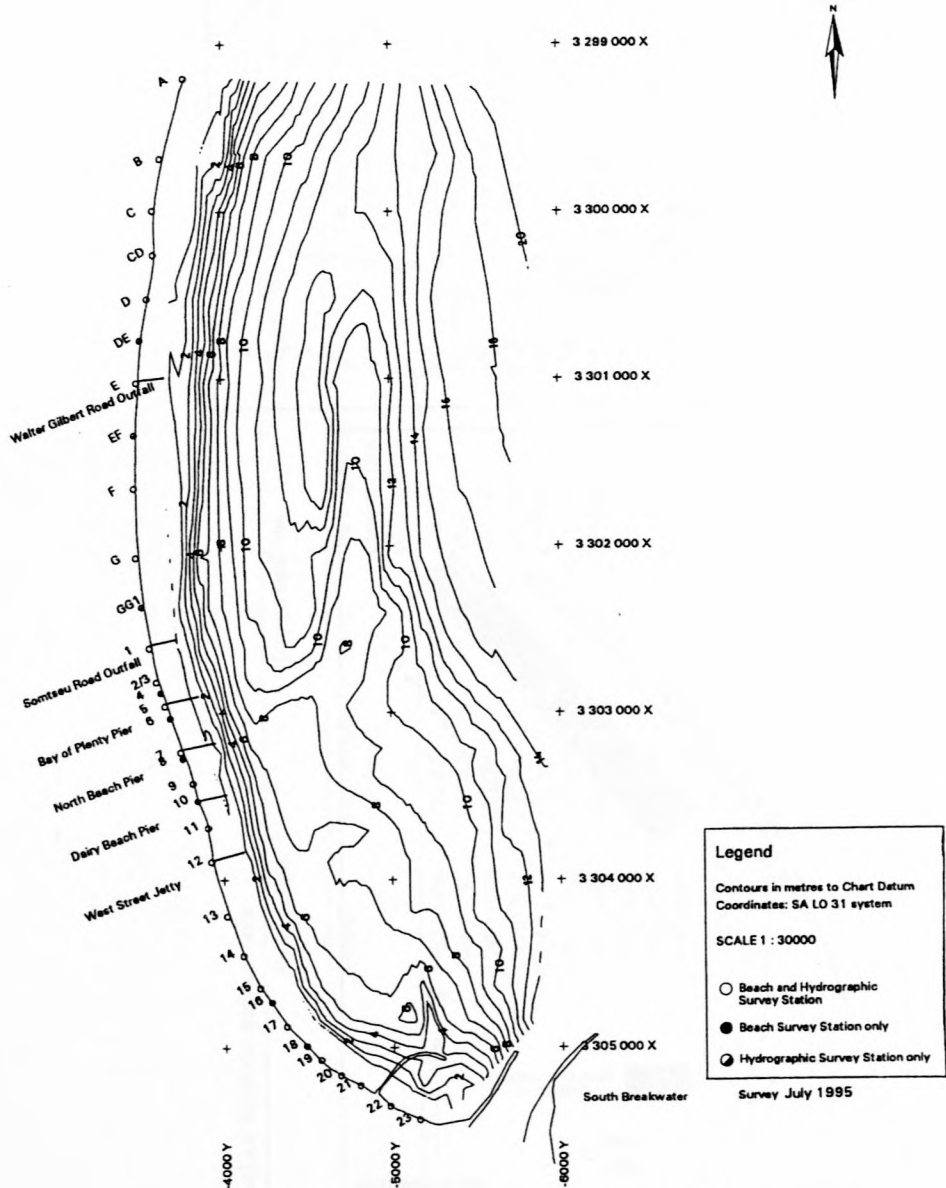 N
3 299 000 X
A
B
C
3 300 000 X
CD
D
DE
E
3 301 000 X
Walter Gilbert Road Outfall
EF
F
G
3 302 000 X
GG1
1
Somtseu Road Outfall
2/3
4
5
6
3 303 000 X
Bay of Plenty Pier
7
8
North Beach Pier
9
10
Dairy Beach Pier
11
12
West Street Jetty
3 304 000 X
13
14
15
16
17
18
19
20
21
22
23
3 305 000 X
South Breakwater
-4000 Y
-5000 Y
-6000 Y
2
4
6
8
10
12
14
16
18
20
Legend
Contours in metres to Chart Datum
Coordinates: SA LO 31 system
SCALE 1 : 30000
Beach and Hydrographic
Survey Station
Beach Survey Station only
Hydrographic Survey Station only
Survey July 1995